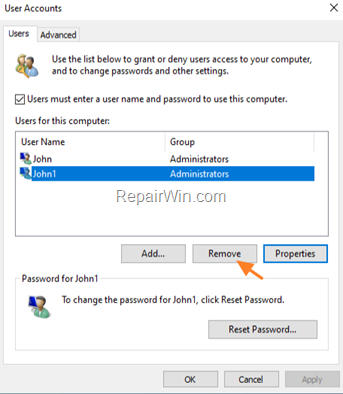 User Accounts
Users Advanced
Use the list below to grant or deny users access to your computer,
and to change passwords and other settings.
Users must enter a user name and password to use this computer.
Users for this computer:
User Name Group
John Administrators
John1 Administrators
RepairWin.com
Add... Remove Properties
Password for John1
To change the password for John1, click Reset Password.
Reset Password...
OK Cancel Apply